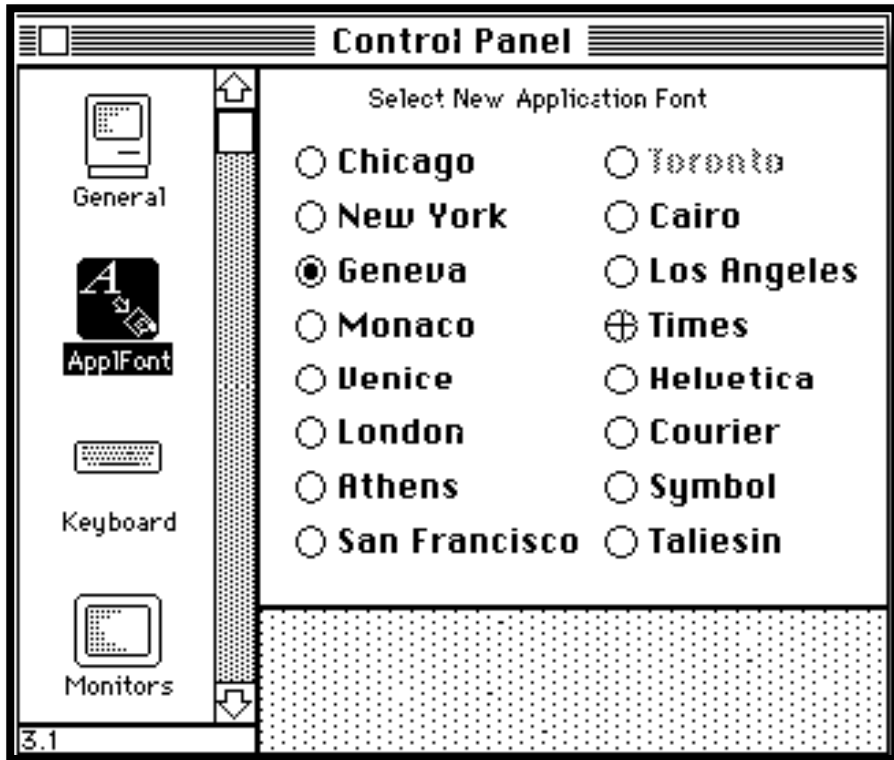 Control Panel
General
ApplFont
Keyboard
Monitors
3.1
Select New Application Font
Chicago
New York
Geneva
Monaco
Venice
London
Athens
San Francisco
Toronto
Cairo
Los Angeles
Times
Helvetica
Courier
Symbol
Taliesin